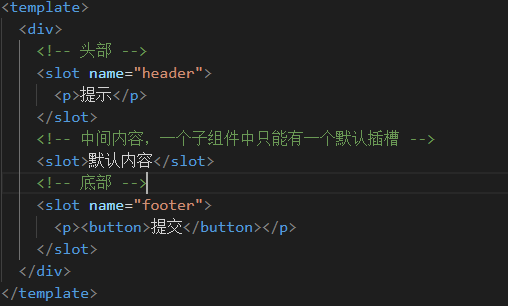 <template>
<div>
<!-- 头部 -->
<slot name="header">
<p>提示</p>
</slot>
<!-- 中间内容，一个子组件中只能有一个默认插槽 -->
<slot>默认内容</slot>
<!-- 底部 -->
<slot name="footer">
<p><button>提交</button></p>
</slot>
</div>
</template>